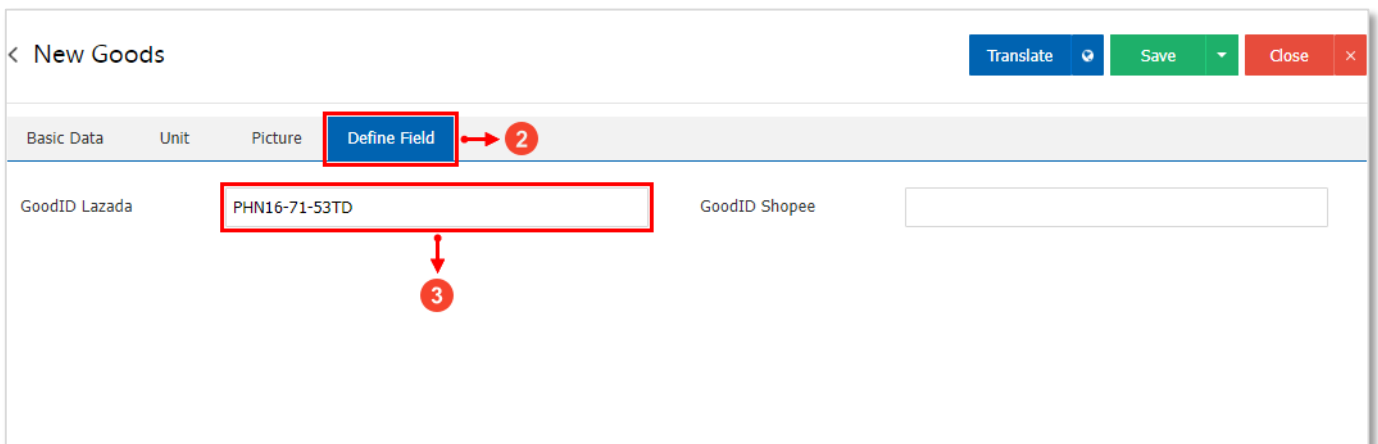 New Goods
Translate Save Close
Basic Data Unit Picture Define Field 2
GoodID Lazada PHN16-71-53TD GoodID Shopee
3